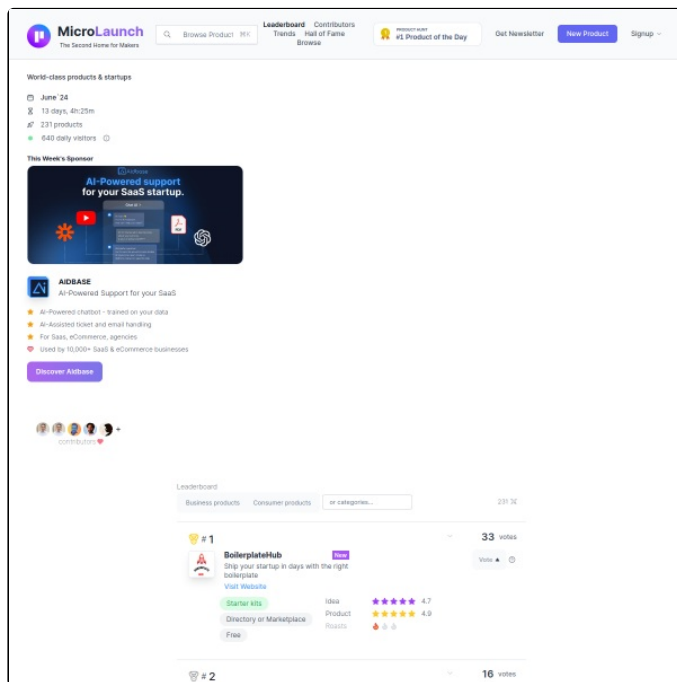 MicroLaunch
The Second Home for Makers
Browse Product ⌘K
Leaderboard Contributors
Trends Hall of Fame
Browse
PRODUCT HUNT
#1 Product of the Day
Get Newsletter
New Product
Signup
World-class products & startups
June`24
13 days, 4h:25m
231 products
640 daily visitors
This Week's Sponsor
AidBase
AI-Powered support
for your SaaS startup.
AIDBASE
AI-Powered Support for your SaaS
AI-Powered chatbot - trained on your data
AI-Assisted ticket and email handling
For Saas, eCommerce, agencies
Used by 10,000+ SaaS & eCommerce businesses
Discover Aidbase
+
contributors
Leaderboard
Business products Consumer products or categories...
231
# 1
33 votes
BoilerplateHub New
Vote ▲
Ship your startup in days with the right
boilerplate
Visit Website
Starter kits
Directory or Marketplace
Free
Idea 4.7
Product 4.9
Roasts
# 2
16 votes